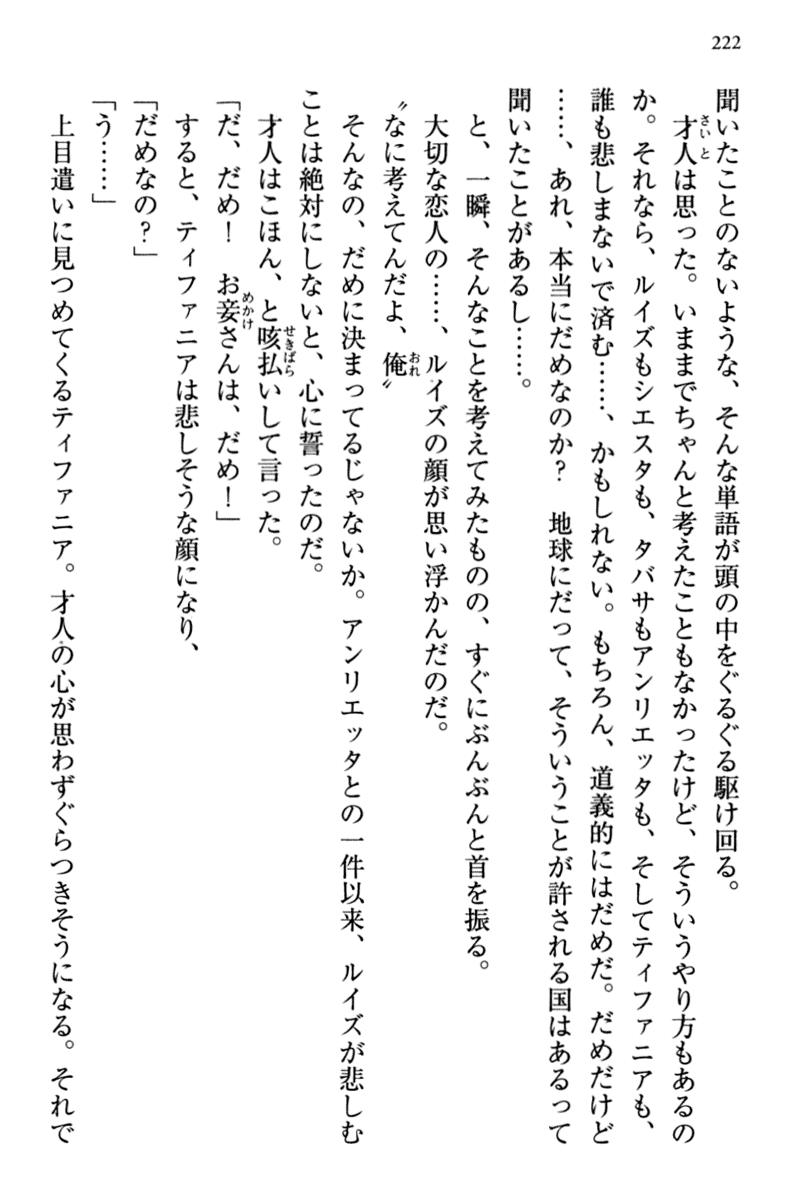 222
聞いたことのないような、そんな単語が頭の中をぐるぐる駆け回る。
　才人は思った。いままでちゃんと考えたこともなかったけど、そういうやり方もあるの
か。それなら、ルイズもシエスタも、タバサもアンリエッタも、そしてティファニアも、
誰も悲しまないで済む……、かもしれない。もちろん、道義的にはだめだ。だめだけど
……、あれ、本当にだめなのか？　地球にだって、そういうことが許される国はあるって
聞いたことがあるし……。
　と、一瞬、そんなことを考えてみたものの、すぐにぶんぶんと首を振る。
　大切な恋人の……、ルイズの顔が思い浮かんだのだ。
〝なに考えてんだよ、俺〟
　そんなの、だめに決まってるじゃないか。アンリエッタとの一件以来、ルイズが悲しむ
ことは絶対にしないと、心に誓ったのだ。
　才人はこほん、と咳払いして言った。
「だ、だめ！　お妾さんは、だめ！」
　すると、ティファニアは悲しそうな顔になり、
「だめなの？」
「う……」
　上目遣いに見つめてくるティファニア。才人の心が思わずぐらつきそうになる。それで